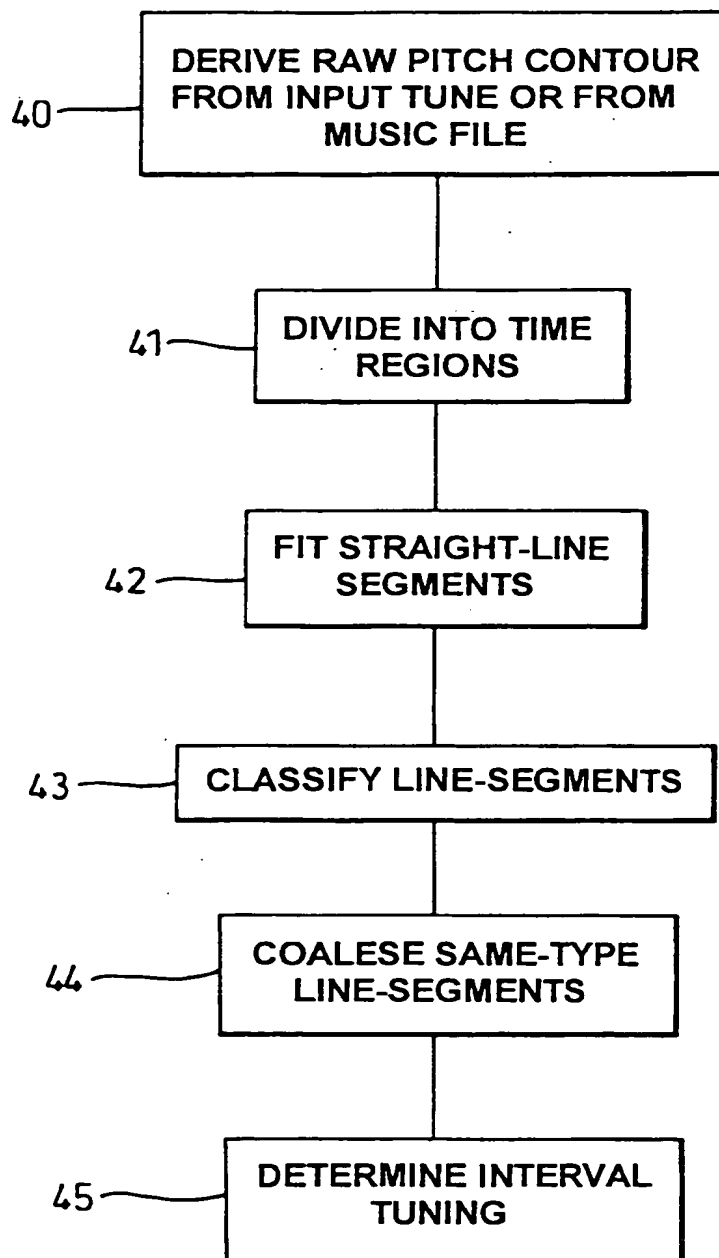 DERIVE RAW PITCH CONTOUR
FROM INPUT TUNE OR FROM
MUSIC FILE
40
DIVIDE INTO TIME
REGIONS
41
FIT STRAIGHT-LINE
SEGMENTS
42
CLASSIFY LINE-SEGMENTS
43
COALESE SAME-TYPE
LINE-SEGMENTS
44
DETERMINE INTERVAL
TUNING
45